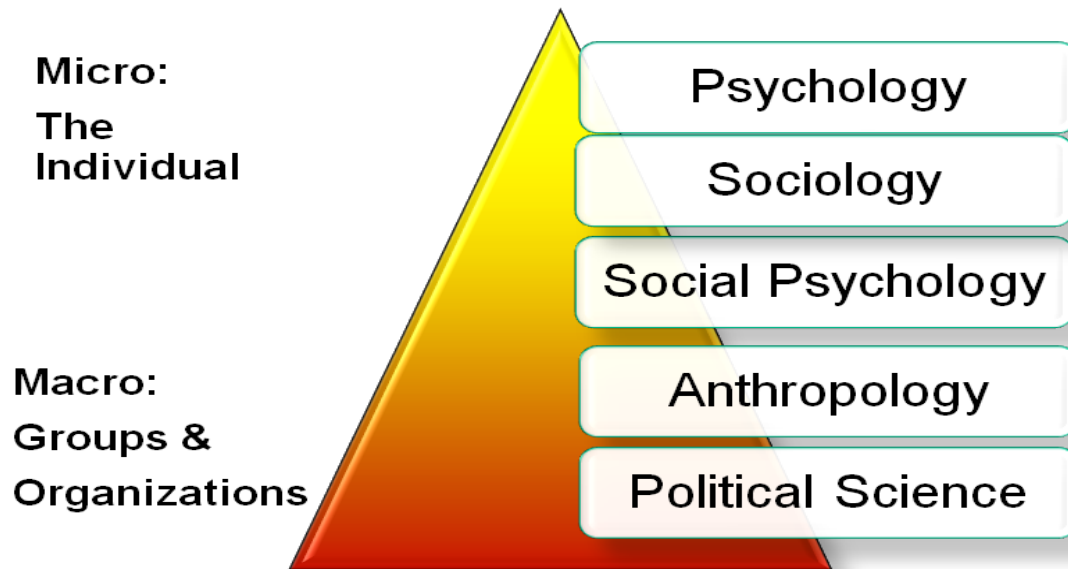 Micro:
The
Individual
Psychology
Sociology
Social Psychology
Macro:
Groups &
Organizations
Anthropology
Political Science